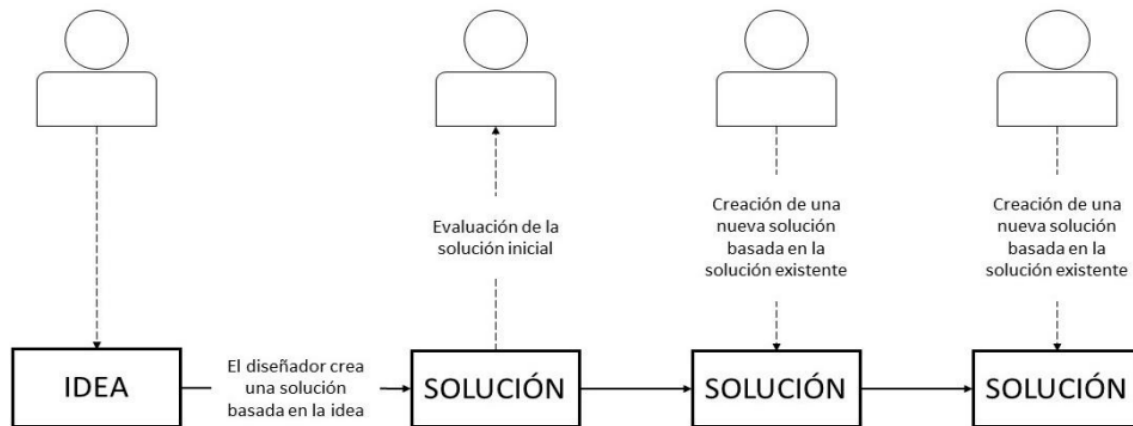 Evaluación de la
solución inicial
Creación de una
nueva solución
basada en la
solución existente
Creación de una
nueva solución
basada en la
solución existente
IDEA
El diseñador crea
una solución
basada en la idea
SOLUCIÓN
SOLUCIÓN
SOLUCIÓN